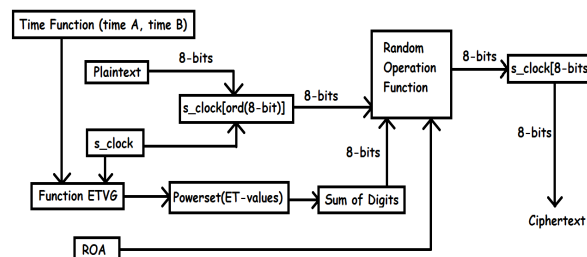 Time Function (time A, time B)
8-bits
Plaintext
s_clock[ord(8-bit)]
8-bits
Random
Operation
Function
8-bits
s_clock[8-bits
s_clock
8-bits
8-bits
Function ETVG
Powerset(ET-values)
Sum of Digits
Ciphertext
ROA